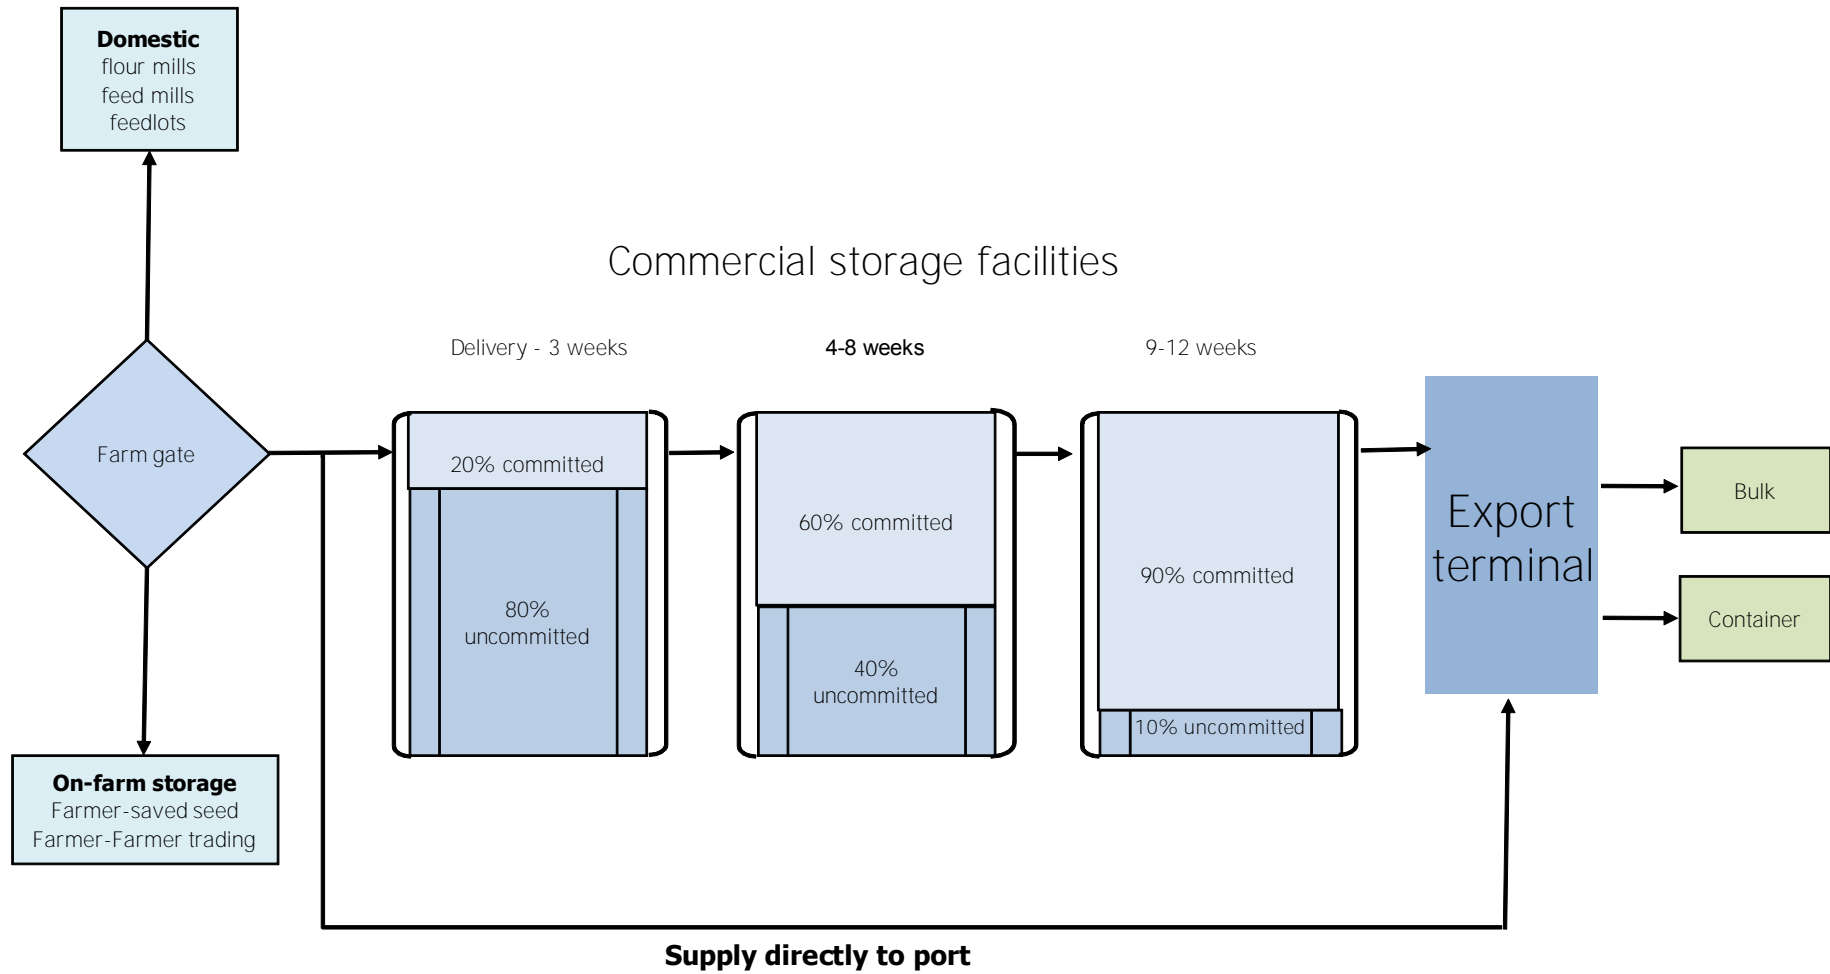 Domestic
flour mills
feed mills
feedlots
Commercial storage facilities
Delivery - 3 weeks
4-8 weeks
9-12 weeks
Farm gate
20% committed
80%
uncommitted
60% committed
40%
uncommitted
90% committed
10% uncommitted
Export
terminal
Bulk
Container
On-farm storage
Farmer-saved seed
Farmer-Farmer trading
Supply directly to port